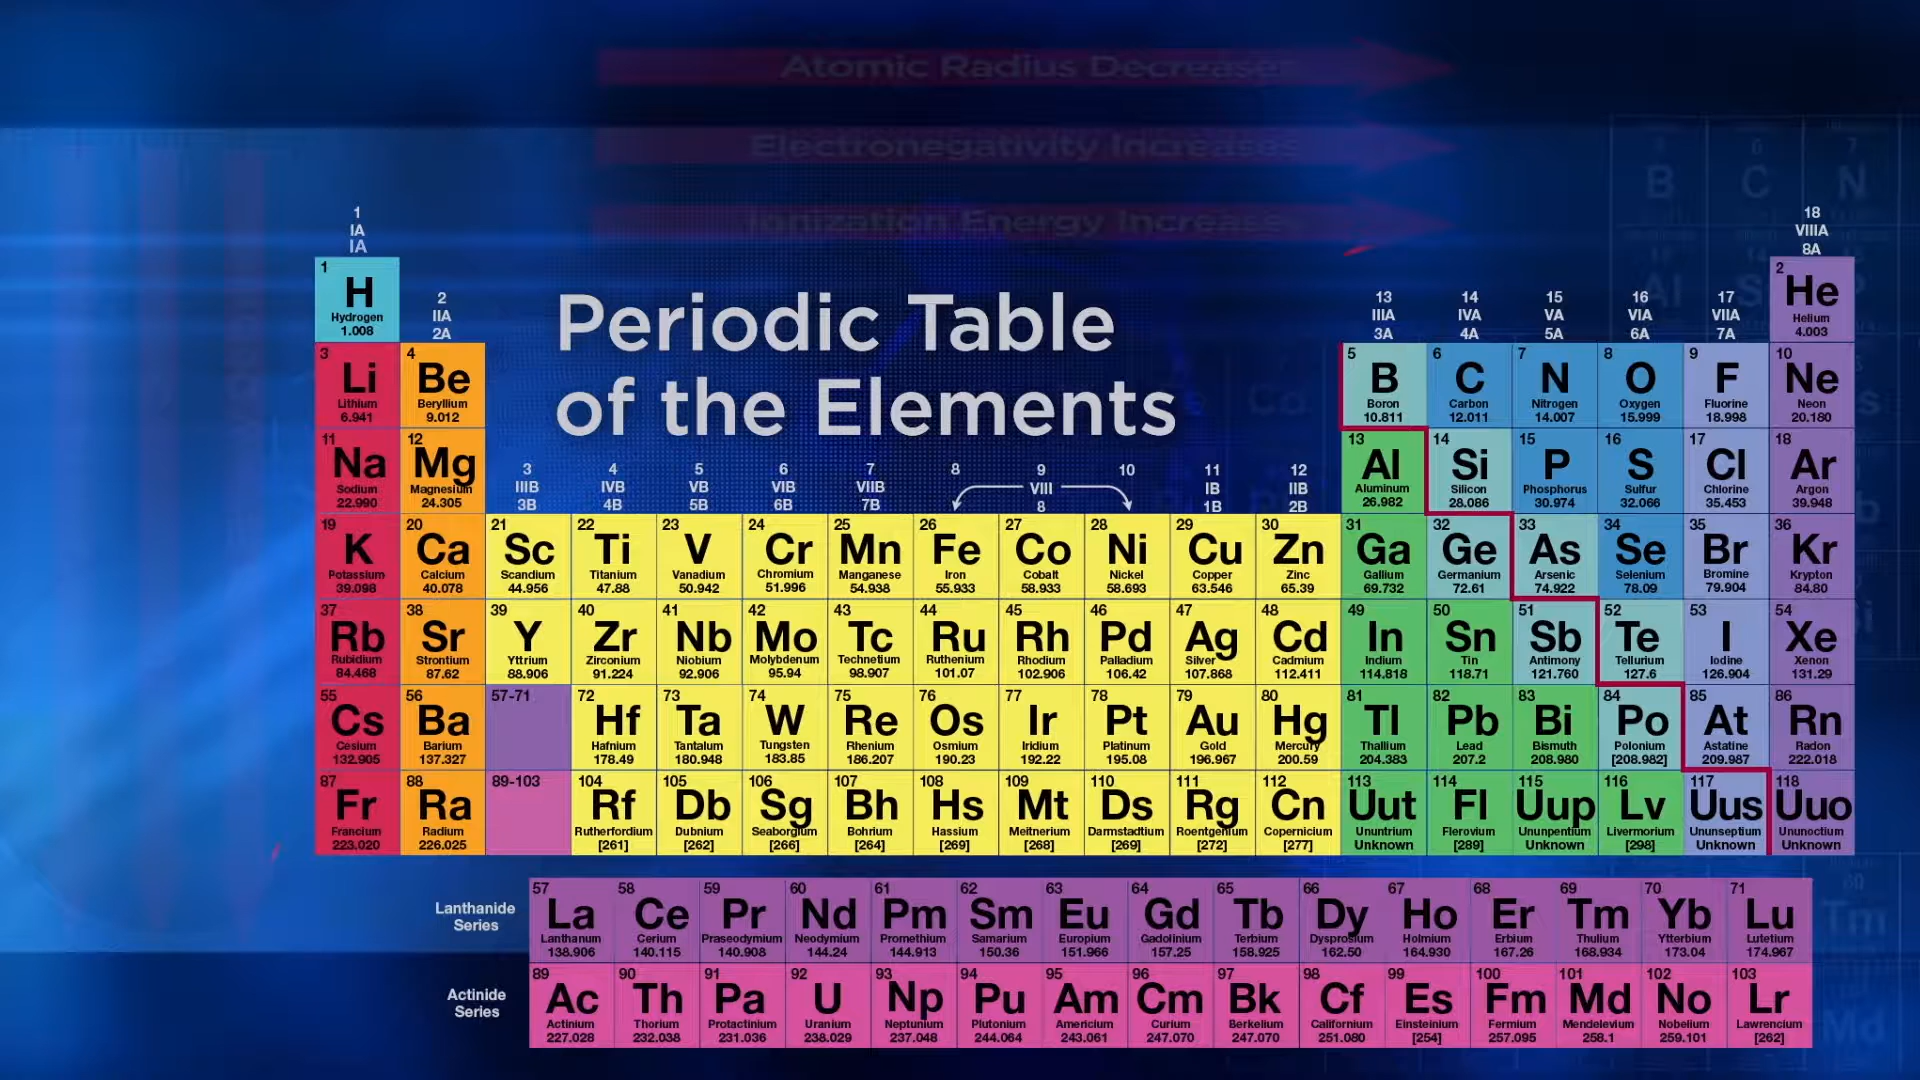 Atomic Radius Decreases
Electronegativity Increases
Ionization Energy Increases
1
IA
IA
18
VIIIA
8A
Periodic Table
of the Elements
2
IIA
2A
13
IIIA
3A
14
IVA
4A
15
VA
5A
16
VIA
6A
17
VIIA
7A
3
IIIB
3B
4
IVB
4B
5
VB
5B
6
VIB
6B
7
VIIB
7B
8
9
10
VIII
8
11
IB
1B
12
IIB
2B
1 H Hydrogen 1.008
2 He Helium 4.003
3 Li Lithium 6.941
4 Be Beryllium 9.012
5 B Boron 10.811
6 C Carbon 12.011
7 N Nitrogen 14.007
8 O Oxygen 15.999
9 F Fluorine 18.998
10 Ne Neon 20.180
11 Na Sodium 22.990
12 Mg Magnesium 24.305
13 Al Aluminum 26.982
14 Si Silicon 28.086
15 P Phosphorus 30.974
16 S Sulfur 32.066
17 Cl Chlorine 35.453
18 Ar Argon 39.948
19 K Potassium 39.098
20 Ca Calcium 40.078
21 Sc Scandium 44.956
22 Ti Titanium 47.88
23 V Vanadium 50.942
24 Cr Chromium 51.996
25 Mn Manganese 54.938
26 Fe Iron 55.933
27 Co Cobalt 58.933
28 Ni Nickel 58.693
29 Cu Copper 63.546
30 Zn Zinc 65.39
31 Ga Gallium 69.732
32 Ge Germanium 72.61
33 As Arsenic 74.922
34 Se Selenium 78.09
35 Br Bromine 79.904
36 Kr Krypton 84.80
37 Rb Rubidium 84.468
38 Sr Strontium 87.62
39 Y Yttrium 88.906
40 Zr Zirconium 91.224
41 Nb Niobium 92.906
42 Mo Molybdenum 95.94
43 Tc Technetium 98.907
44 Ru Ruthenium 101.07
45 Rh Rhodium 102.906
46 Pd Palladium 106.42
47 Ag Silver 107.868
48 Cd Cadmium 112.411
49 In Indium 114.818
50 Sn Tin 118.71
51 Sb Antimony 121.760
52 Te Tellurium 127.6
53 I Iodine 126.904
54 Xe Xenon 131.29
55 Cs Cesium 132.905
56 Ba Barium 137.327
57-71
72 Hf Hafnium 178.49
73 Ta Tantalum 180.948
74 W Tungsten 183.85
75 Re Rhenium 186.207
76 Os Osmium 190.23
77 Ir Iridium 192.22
78 Pt Platinum 195.08
79 Au Gold 196.967
80 Hg Mercury 200.59
81 Tl Thallium 204.383
82 Pb Lead 207.2
83 Bi Bismuth 208.980
84 Po Polonium [208.982]
85 At Astatine 209.987
86 Rn Radon 222.018
87 Fr Francium 223.020
88 Ra Radium 226.025
89-103
104 Rf Rutherfordium [261]
105 Db Dubnium [262]
106 Sg Seaborgium [266]
107 Bh Bohrium [264]
108 Hs Hassium [269]
109 Mt Meitnerium [268]
110 Ds Darmstadtium [269]
111 Rg Roentgenium [272]
112 Cn Copernicium [277]
113 Uut Ununtrium Unknown
114 Fl Flerovium [289]
115 Uup Ununpentium Unknown
116 Lv Livermorium [298]
117 Uus Ununseptium Unknown
118 Uuo Ununoctium Unknown
Lanthanide
Series
57 La Lanthanum 138.906
58 Ce Cerium 140.115
59 Pr Praseodymium 140.908
60 Nd Neodymium 144.24
61 Pm Promethium 144.913
62 Sm Samarium 150.36
63 Eu Europium 151.966
64 Gd Gadolinium 157.25
65 Tb Terbium 158.925
66 Dy Dysprosium 162.50
67 Ho Holmium 164.930
68 Er Erbium 167.26
69 Tm Thulium 168.934
70 Yb Ytterbium 173.04
71 Lu Lutetium 174.967
Actinide
Series
89 Ac Actinium 227.028
90 Th Thorium 232.038
91 Pa Protactinium 231.036
92 U Uranium 238.029
93 Np Neptunium 237.048
94 Pu Plutonium 244.064
95 Am Americium 243.061
96 Cm Curium 247.070
97 Bk Berkelium 247.070
98 Cf Californium 251.080
99 Es Einsteinium [254]
100 Fm Fermium 257.095
101 Md Mendelevium 258.1
102 No Nobelium 259.101
103 Lr Lawrencium [262]
B
C
N
Al
Cd
Tm
Md